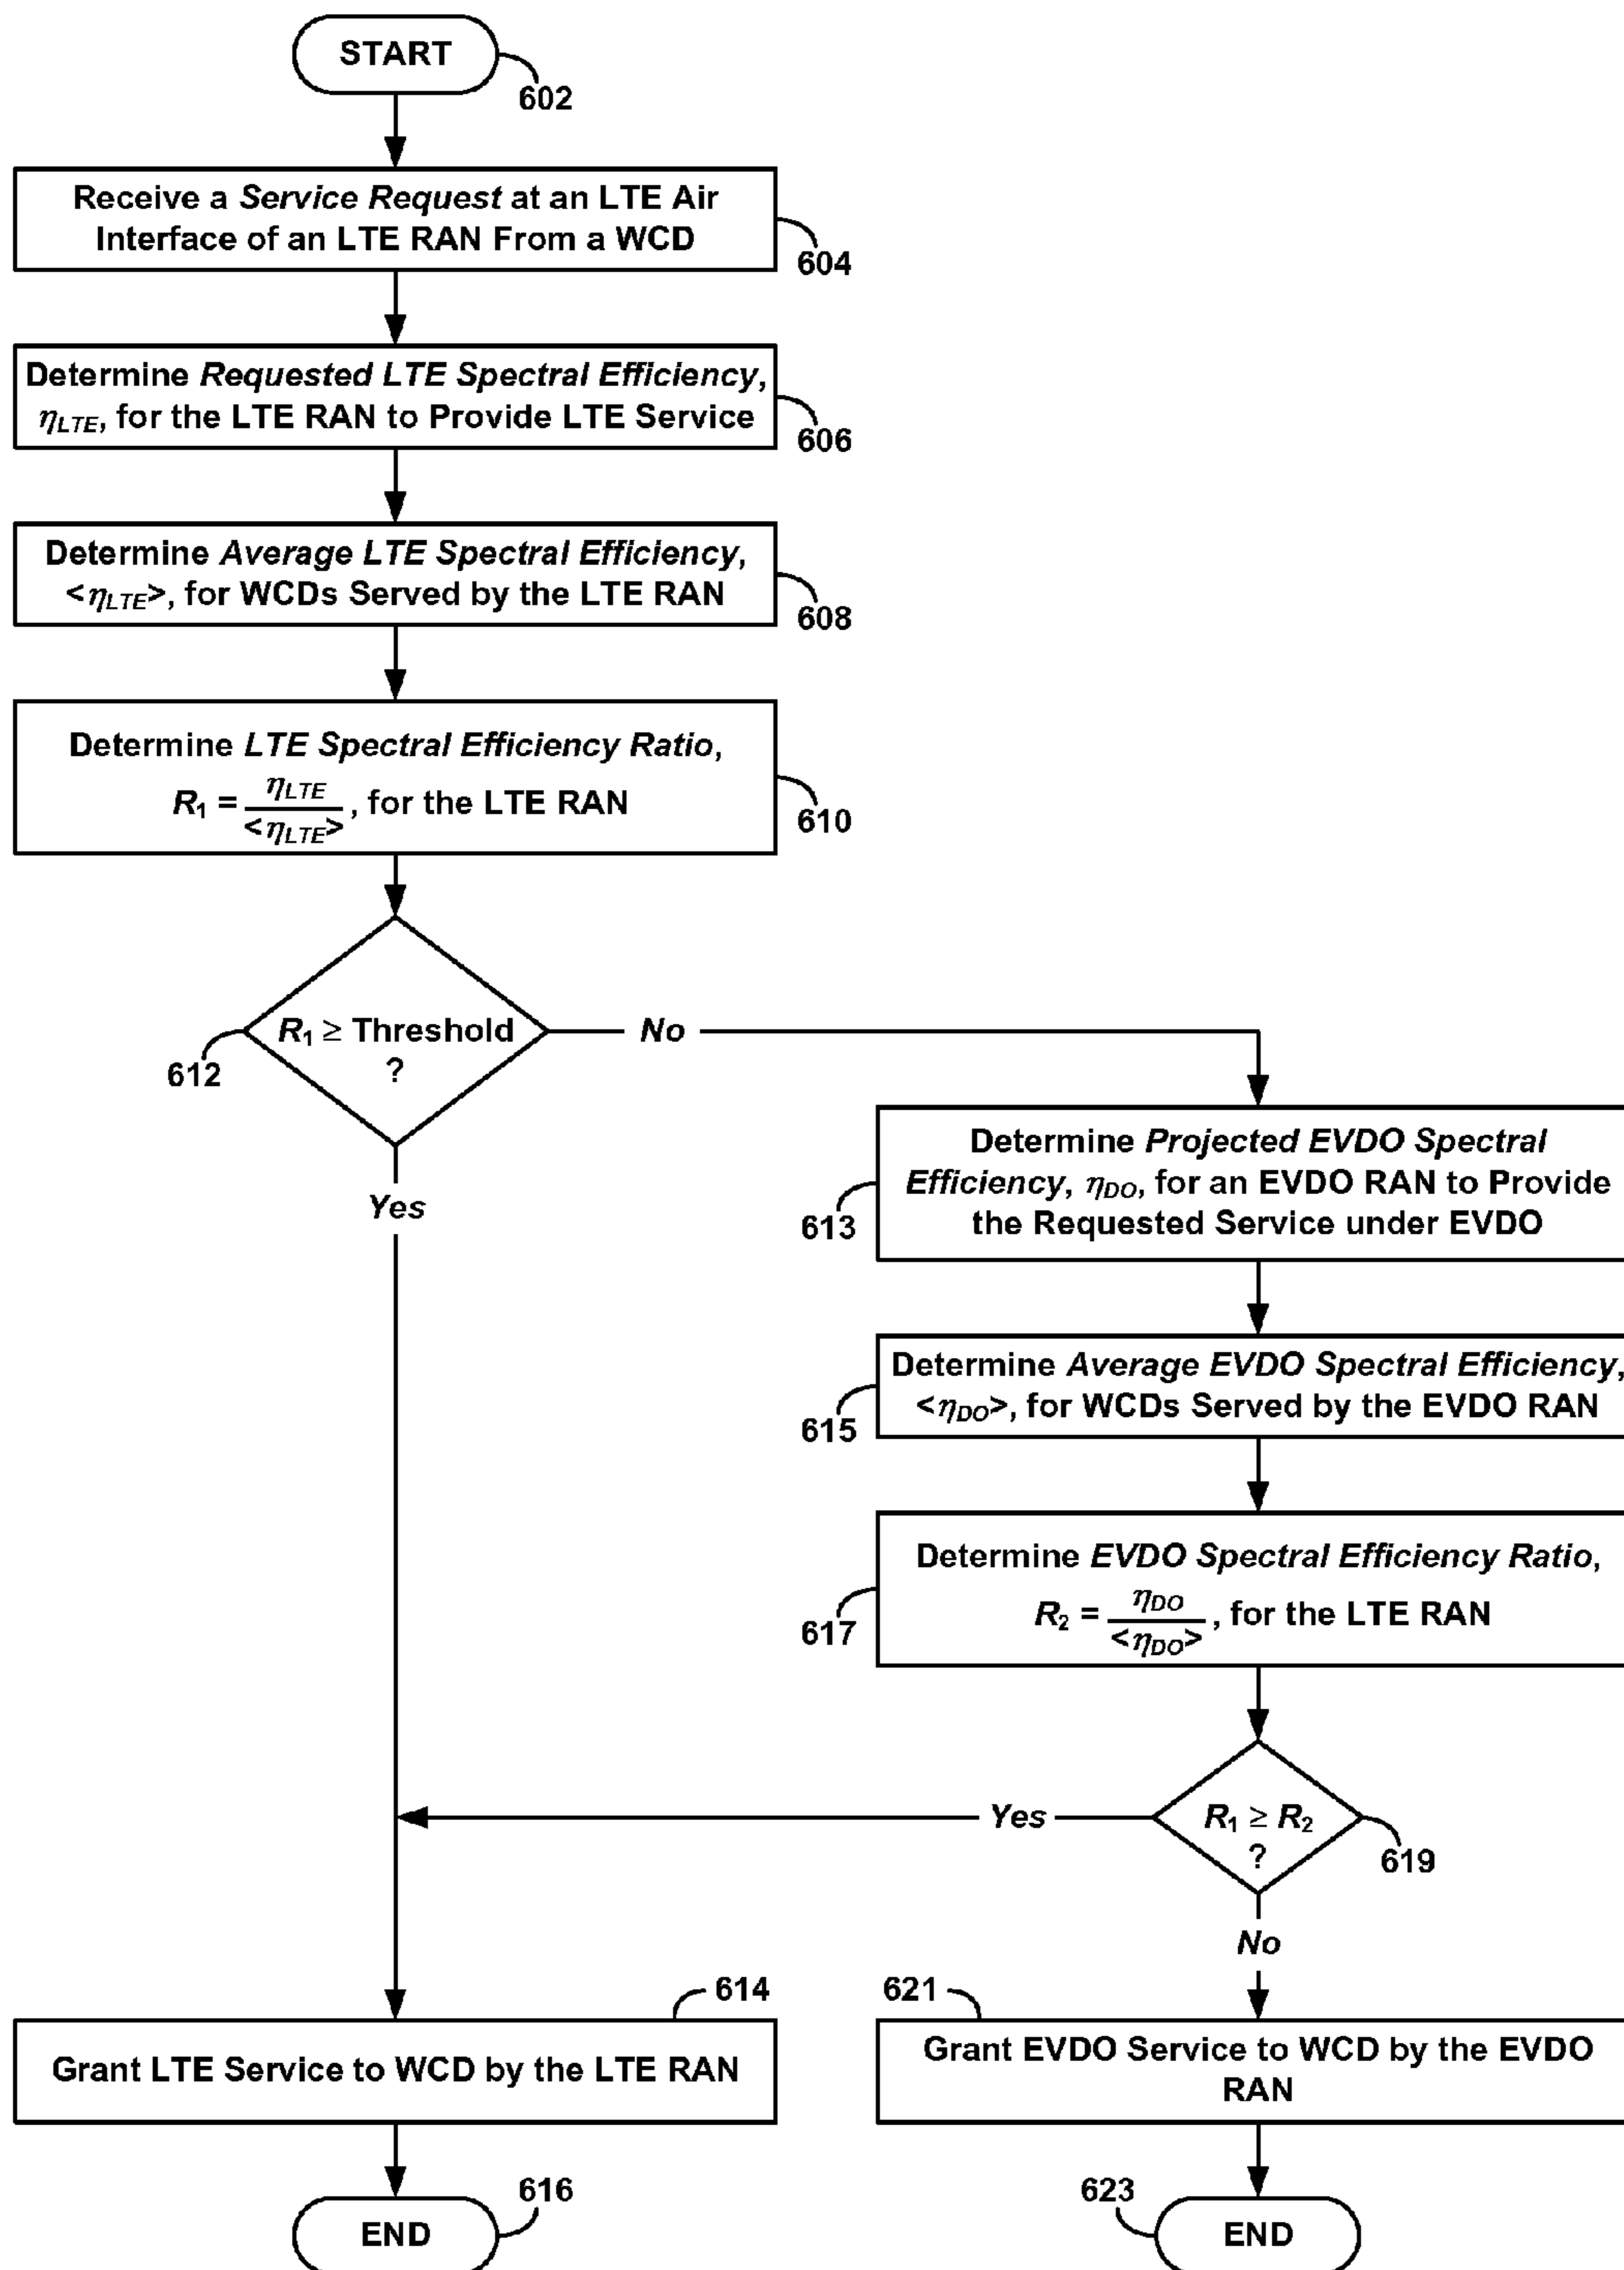 START
602
Receive a Service Request at an LTE Air
Interface of an LTE RAN From a WCD
604
Determine Requested LTE Spectral Efficiency,
ηLTE, for the LTE RAN to Provide LTE Service
606
Determine Average LTE Spectral Efficiency,
<ηLTE>, for WCDs Served by the LTE RAN
608
Determine LTE Spectral Efficiency Ratio,
R1 = ηLTE / <ηLTE>, for the LTE RAN
610
R1 ≥ Threshold
?
612
No
Yes
Determine Projected EVDO Spectral
Efficiency, ηDO, for an EVDO RAN to Provide
the Requested Service under EVDO
613
Determine Average EVDO Spectral Efficiency,
<ηDO>, for WCDs Served by the EVDO RAN
615
Determine EVDO Spectral Efficiency Ratio,
R2 = ηDO / <ηDO>, for the LTE RAN
617
R1 ≥ R2
?
619
Yes
No
614
Grant LTE Service to WCD by the LTE RAN
621
Grant EVDO Service to WCD by the EVDO
RAN
END
616
END
623